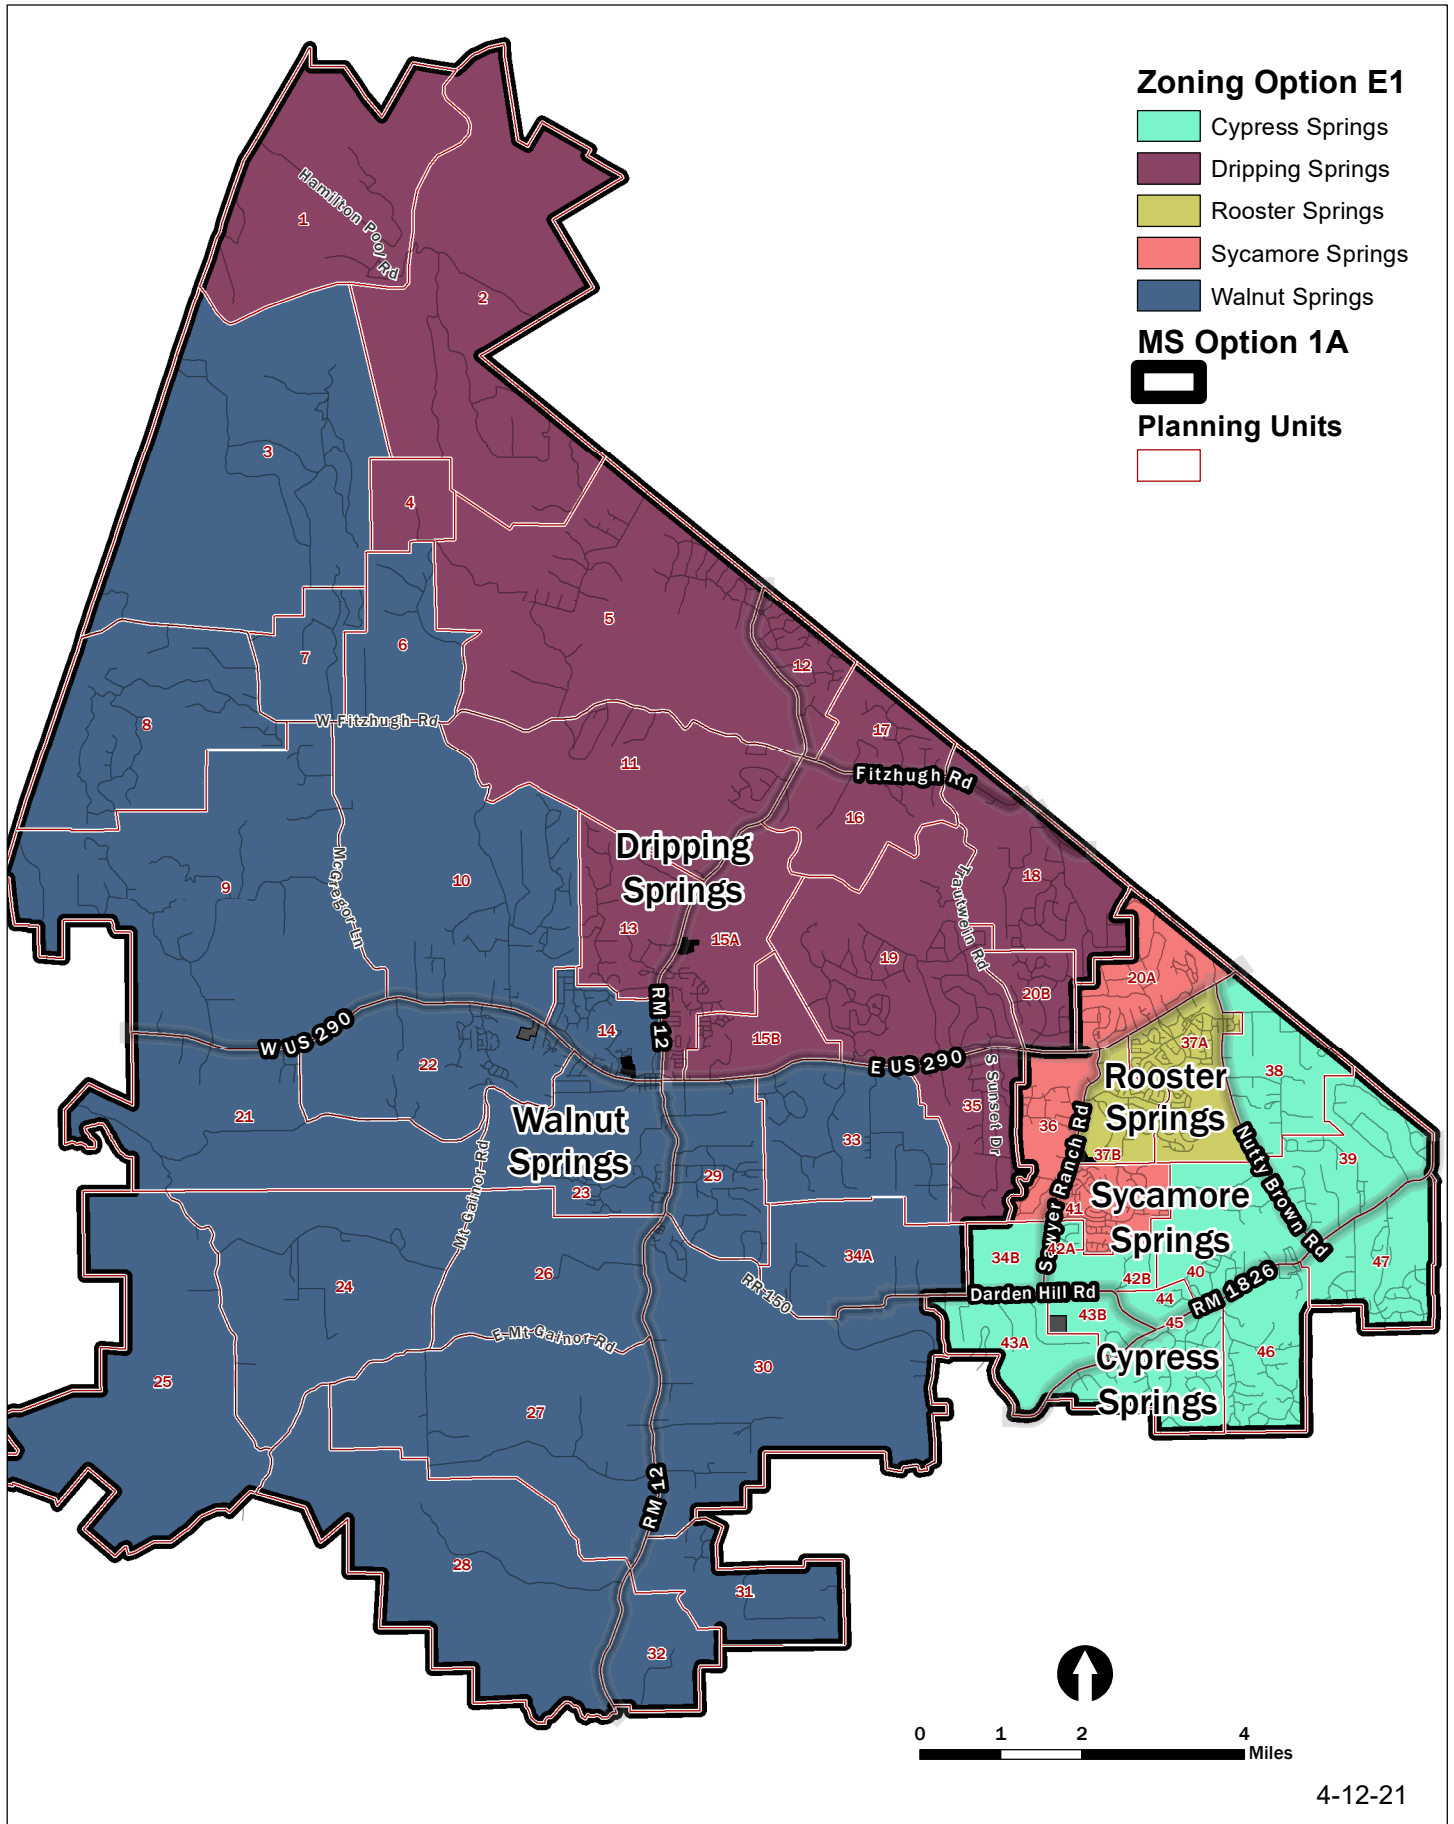 Zoning Option E1
Cypress Springs
Dripping Springs
Rooster Springs
Sycamore Springs
Walnut Springs
MS Option 1A
Planning Units
Hamilton Pool Rd
1
2
3
4
5
6
7
8
W Fitzhugh Rd
12
17
11
Fitzhugh Rd
16
Dripping
Springs
9
10
McGregor Ln
13
15A
18
Trautwein Rd
19
20A
20B
RM 12
W US 290
14
15B
E US 290
22
37A
38
Rooster
Springs
S Sunset Dr
35
36
21
Walnut
Springs
33
Sawyer Ranch Rd
37B
Nutty Brown Rd
39
Mt Gainor Rd
23
29
Sycamore
Springs
41
42A
34A
34B
47
24
26
RR 150
Darden Hill Rd
42B
40
44
RM 1826
43B
45
E Mt Gainor Rd
43A
46
Cypress
Springs
25
30
27
RM 12
28
31
32
0 1 2 4
Miles
4-12-21